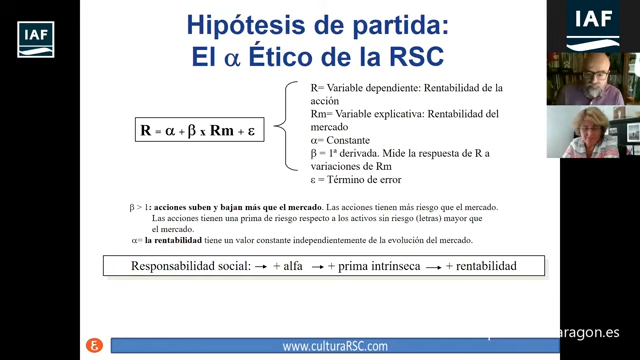 IAF
Hipótesis de partida:
El α Ético de la RSC
IAF
R = α + β x Rm + ε
R= Variable dependiente: Rentabilidad de la
acción
Rm= Variable explicativa: Rentabilidad del
mercado
α= Constante
β = 1ª derivada. Mide la respuesta de R a
variaciones de Rm
ε = Término de error
β > 1: acciones suben y bajan más que el mercado. Las acciones tienen más riesgo que el mercado.
Las acciones tienen una prima de riesgo respecto a los activos sin riesgo (letras) mayor que
el mercado.
α= la rentabilidad tiene un valor constante independientemente de la evolución del mercado.
Responsabilidad social: → + alfa → + prima intrínseca → + rentabilidad
aragon.es
www.culturaRSC.com